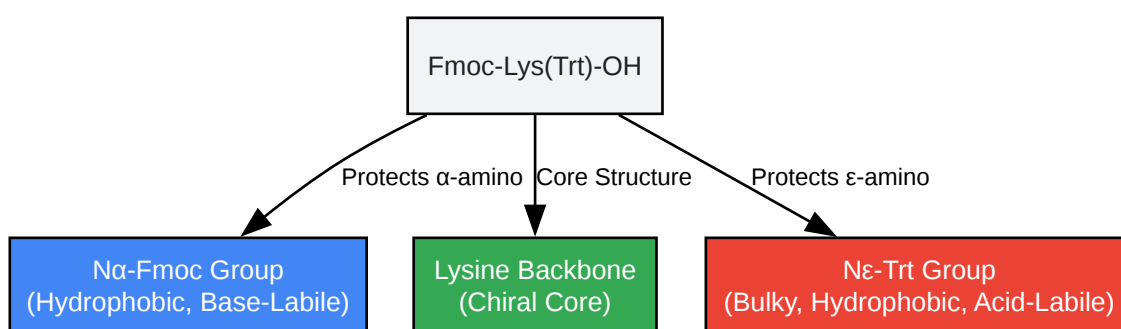 Fmoc-Lys(Trt)-OH
Protects α-amino
Core Structure
Protects ε-amino
Nα-Fmoc Group
(Hydrophobic, Base-Labile)
Lysine Backbone
(Chiral Core)
Nε-Trt Group
(Bulky, Hydrophobic, Acid-Labile)